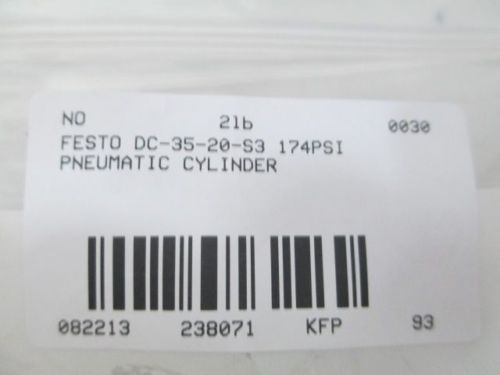 NO 21b 0030
FESTO DC-35-20-S3 174PSI
PNEUMATIC CYLINDER
082213 238071 KFP 93